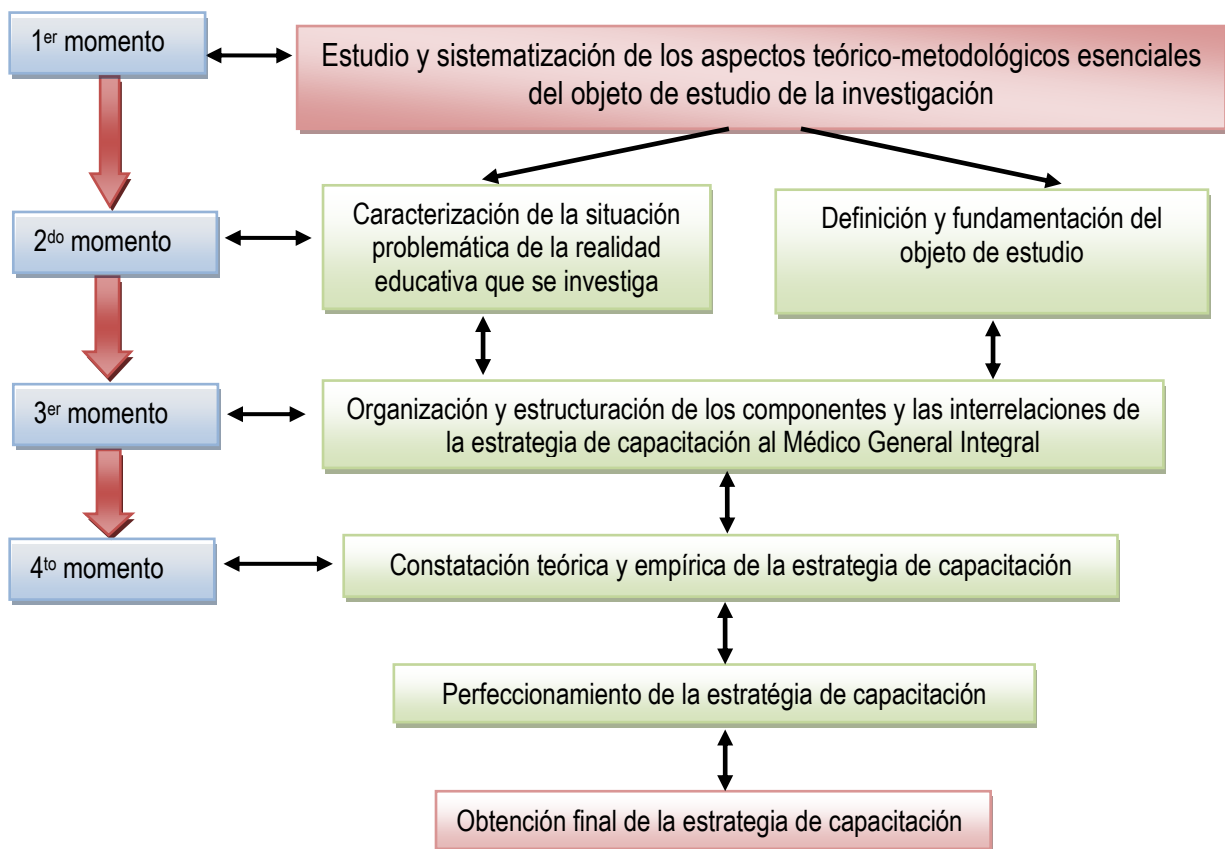 1er momento
Estudio y sistematización de los aspectos teórico-metodológicos esenciales
del objeto de estudio de la investigación
2do momento
Caracterización de la situación
problemática de la realidad
educativa que se investiga
Definición y fundamentación del
objeto de estudio
3er momento
Organización y estructuración de los componentes y las interrelaciones de
la estrategia de capacitación al Médico General Integral
4to momento
Constatación teórica y empírica de la estrategia de capacitación
Perfeccionamiento de la estratégia de capacitación
Obtención final de la estrategia de capacitación